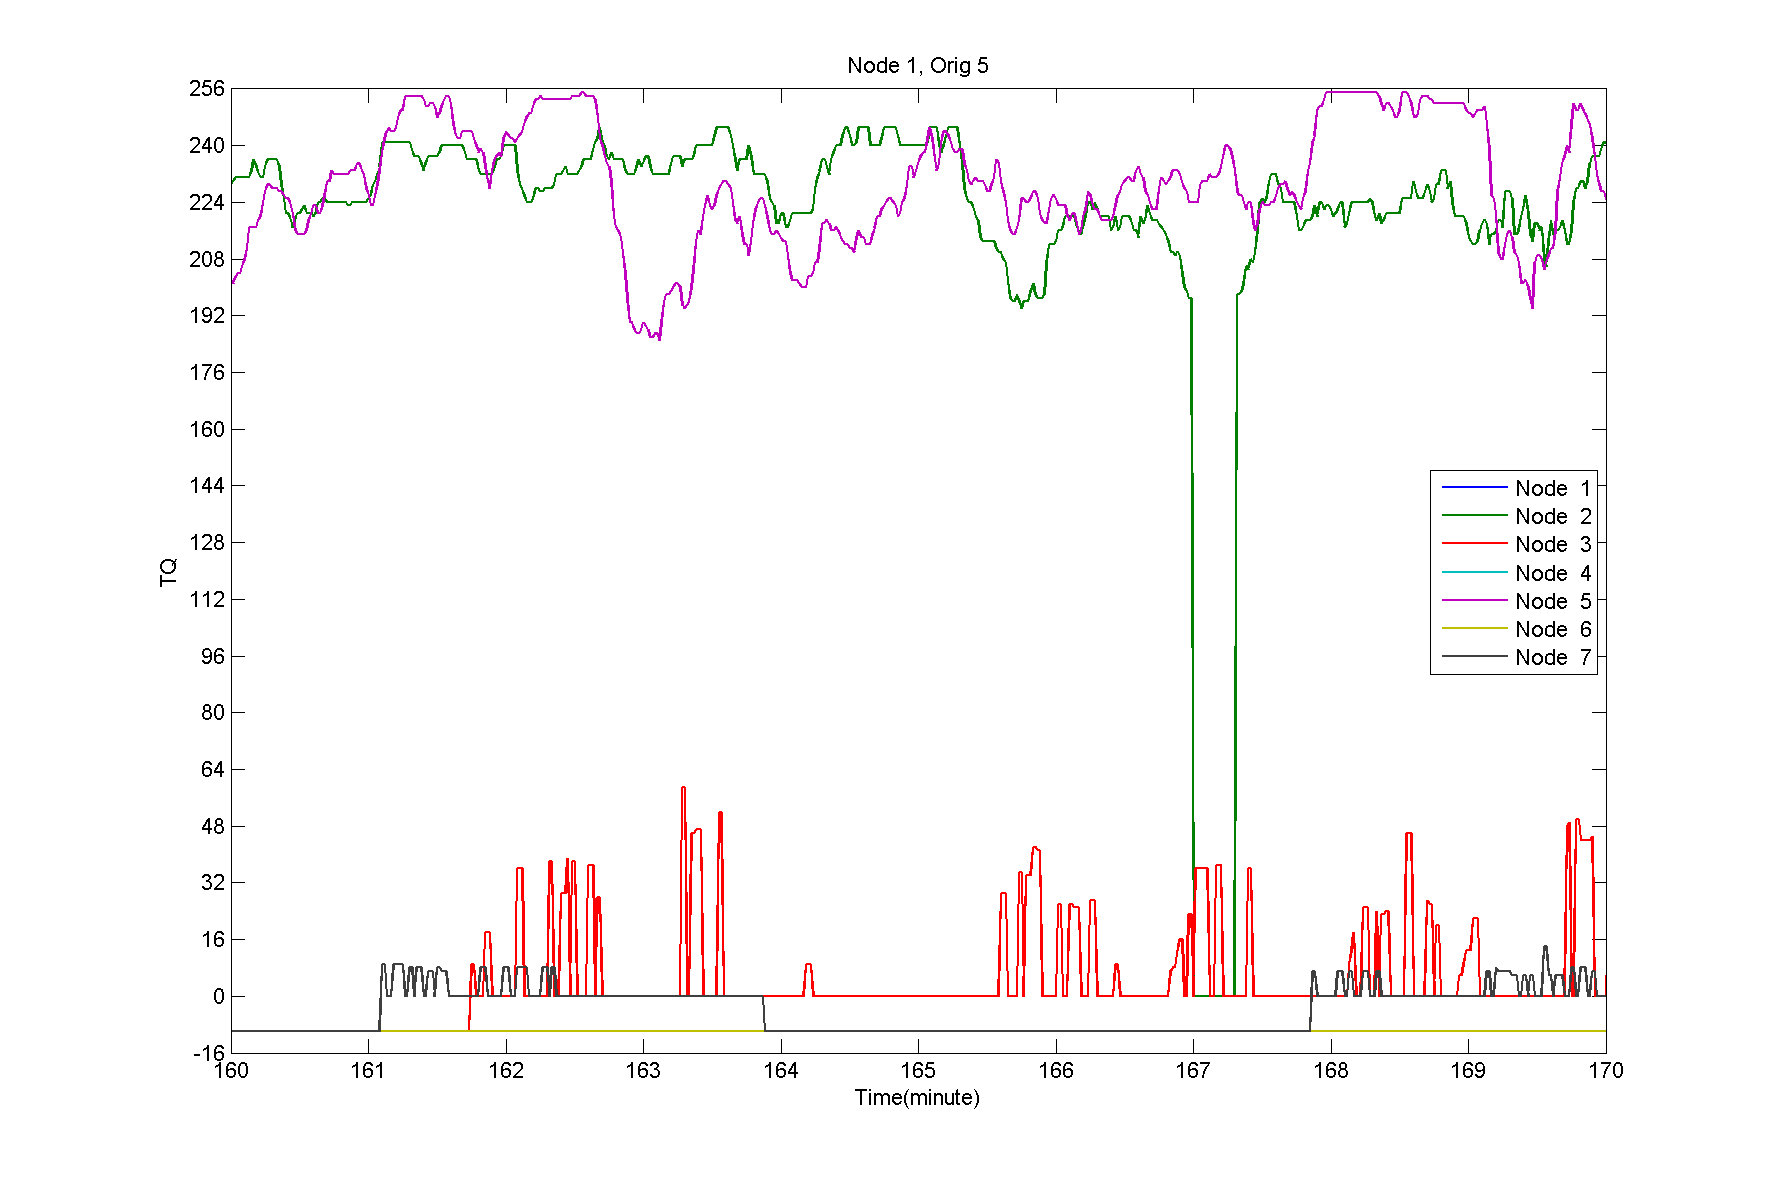 Node 1, Orig 5
256
240
224
208
192
176
160
144
128
112
96
80
64
48
32
16
0
-16
TQ
Node 1
Node 2
Node 3
Node 4
Node 5
Node 6
Node 7
160 161 162 163 164 165 166 167 168 169 170
Time(minute)